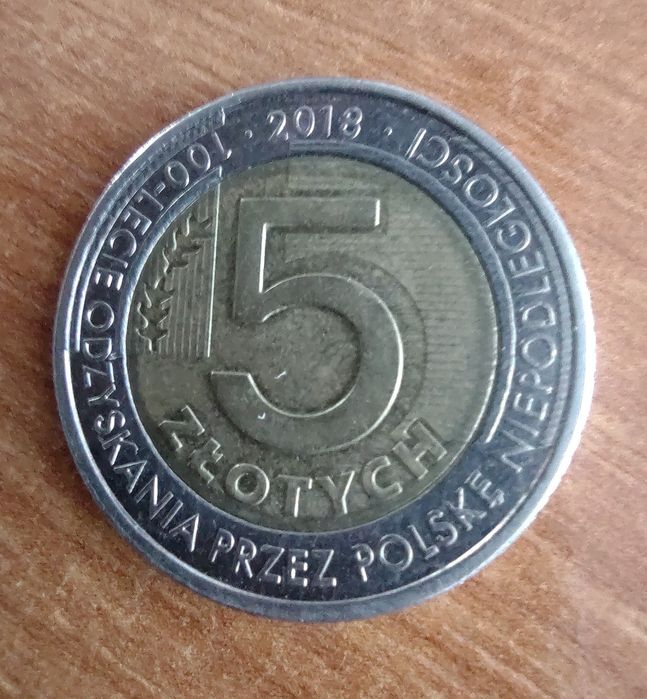 100-LECIE ODZYSKANIA PRZEZ POLSKĘ NIEPODLEGŁOŚCI · 2018 ·
5
ZŁOTYCH